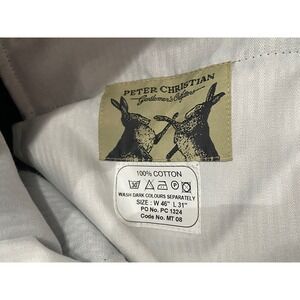 PETER CHRISTIAN
Gentlemen's Outfitters
100% COTTON
WASH DARK COLOURS SEPARATELY
SIZE : W 46" L 31"
PO No. PC 1324
Code No. MT 08